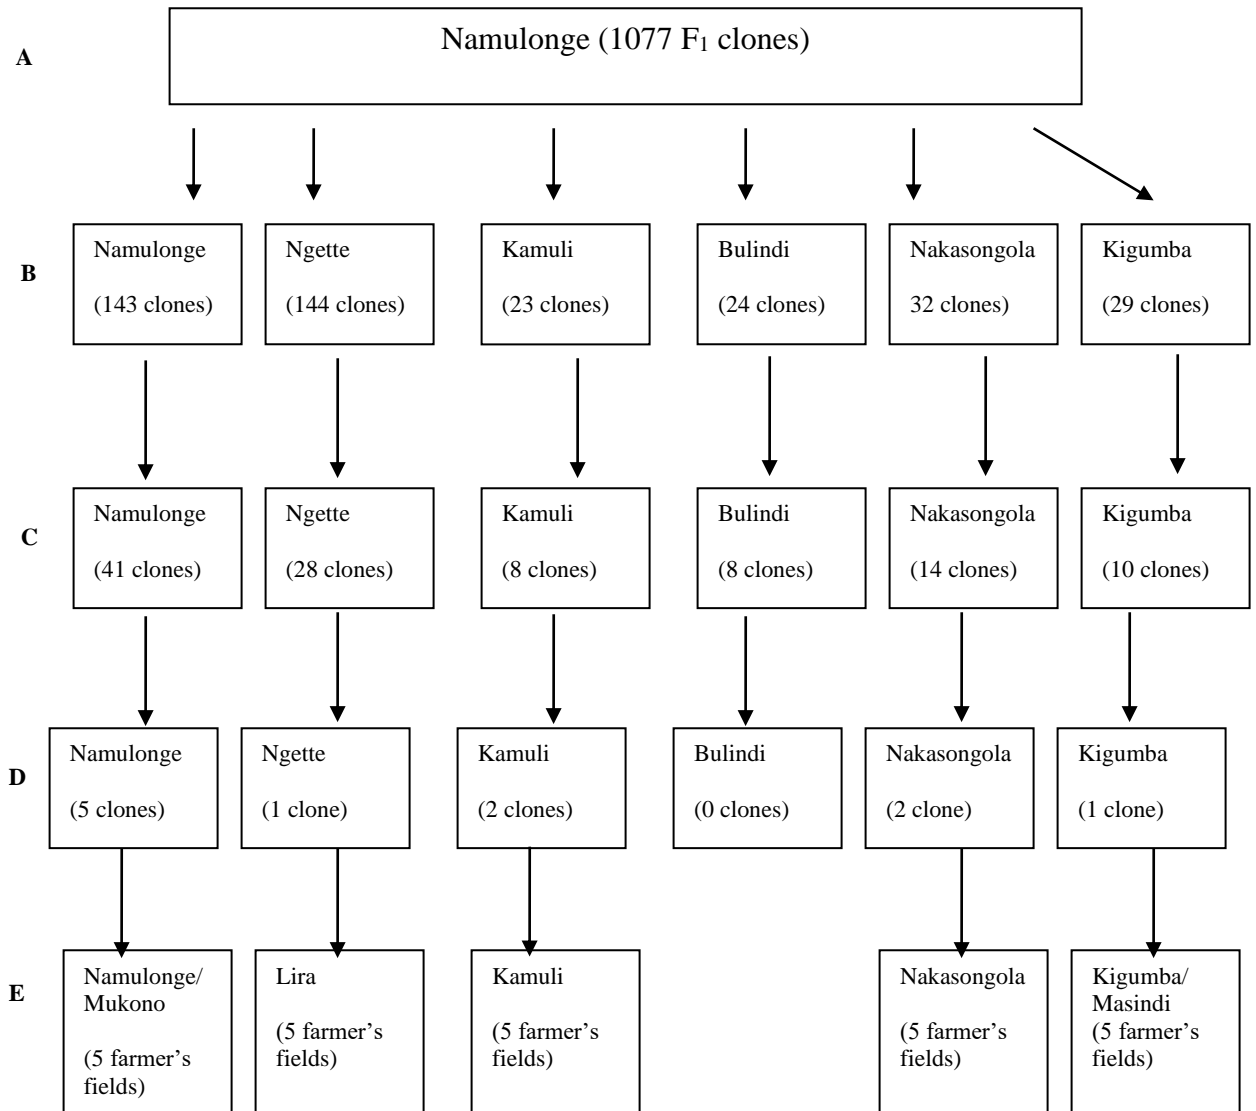 A
Namulonge (1077 F₁ clones)
B
Namulonge
(143 clones)
Ngette
(144 clones)
Kamuli
(23 clones)
Bulindi
(24 clones)
Nakasongola
32 clones)
Kigumba
(29 clones)
C
Namulonge
(41 clones)
Ngette
(28 clones)
Kamuli
(8 clones)
Bulindi
(8 clones)
Nakasongola
(14 clones)
Kigumba
(10 clones)
D
Namulonge
(5 clones)
Ngette
(1 clone)
Kamuli
(2 clones)
Bulindi
(0 clones)
Nakasongola
(2 clone)
Kigumba
(1 clone)
E
Namulonge/
Mukono
(5 farmer's
fields)
Lira
(5 farmer's
fields)
Kamuli
(5 farmer's
fields)
Nakasongola
(5 farmer's
fields)
Kigumba/
Masindi
(5 farmer's
fields)